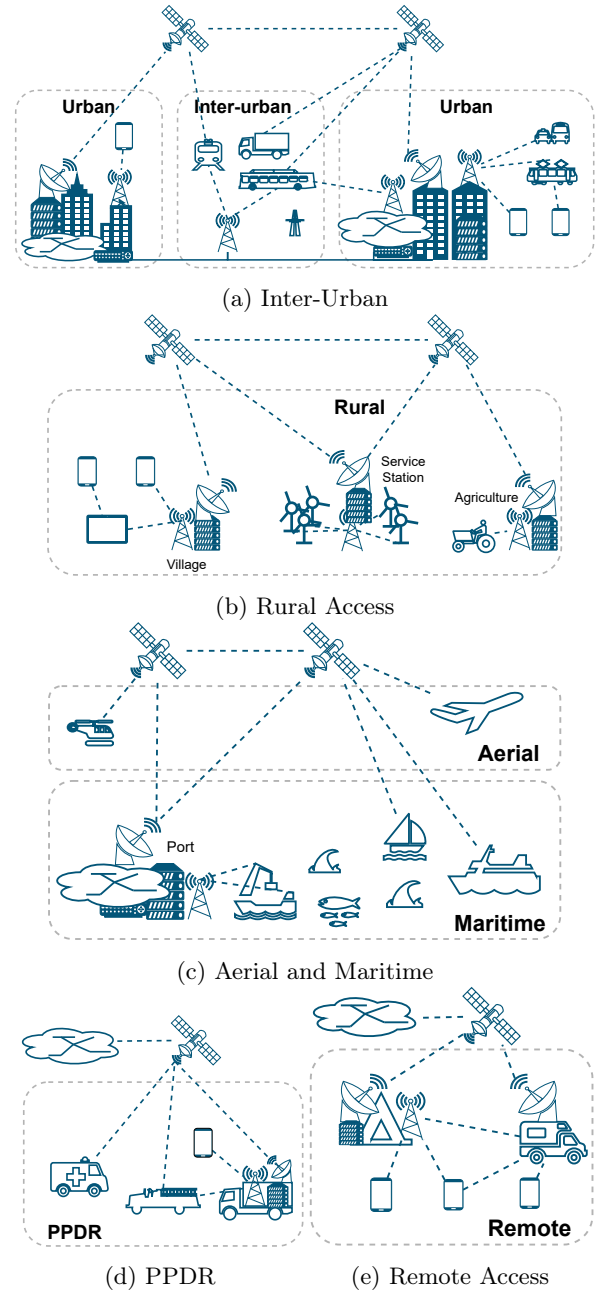 Urban
Inter-urban
Urban
(a) Inter-Urban
Rural
Service
Station
Agriculture
Village
(b) Rural Access
Aerial
Port
Maritime
(c) Aerial and Maritime
PPDR
Remote
(d) PPDR
(e) Remote Access